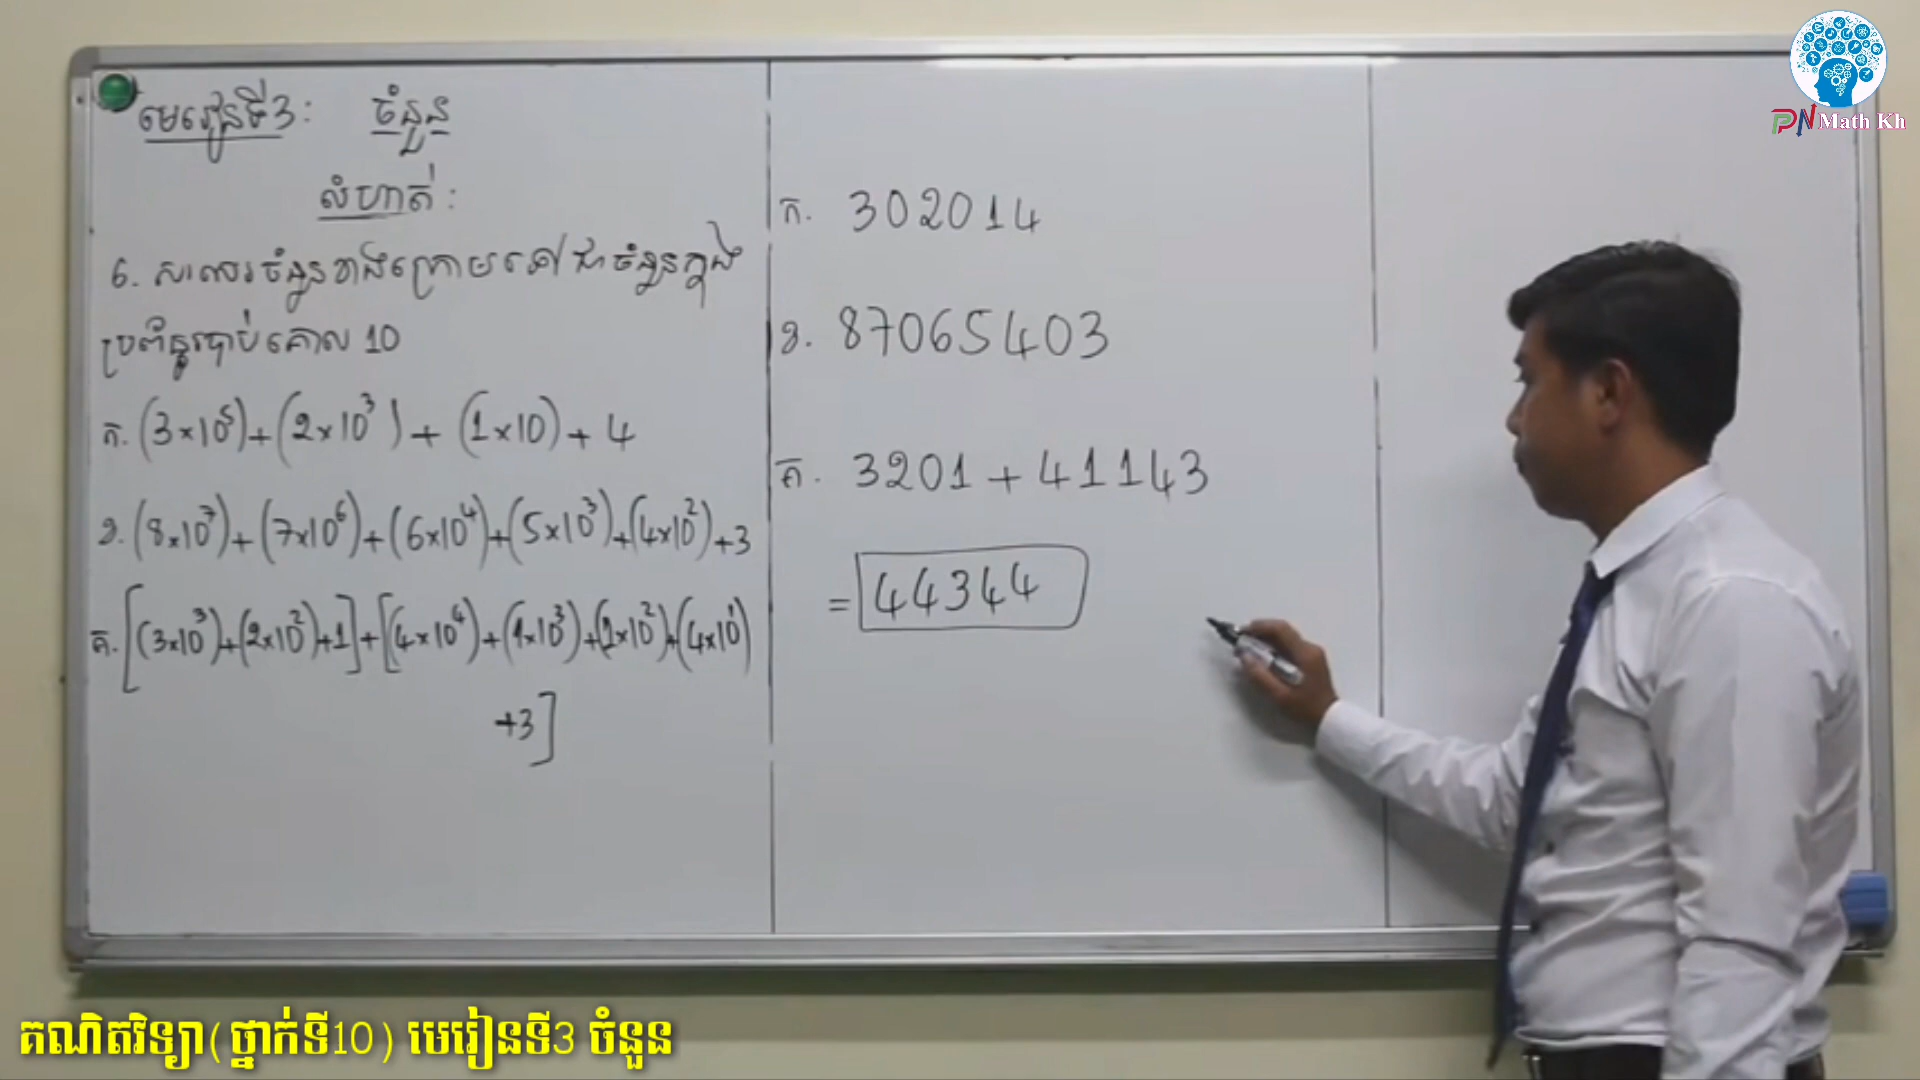 មេរៀនទី3: ចំនួន
លំហាត់:
6. សរសេរចំនួនខាងក្រោមទៅជាចំនួនក្នុង
ប្រព័ន្ធរបាប់គោល 10
ក. (3×10⁵)+(2×10³)+(1×10)+4
ខ. (8×10⁷)+(7×10⁶)+(6×10⁴)+(5×10³)+(4×10²)+3
គ. [(3×10³)+(2×10²)+1]+[(4×10⁴)+(1×10³)+(1×10²)+(4×10¹)
+3]
ក. 302014
ខ. 87065403
គ. 3201+41143
= 44344
PN Math Kh
គណិតវិទ្យា(ថ្នាក់ទី10) មេរៀនទី3 ចំនួន